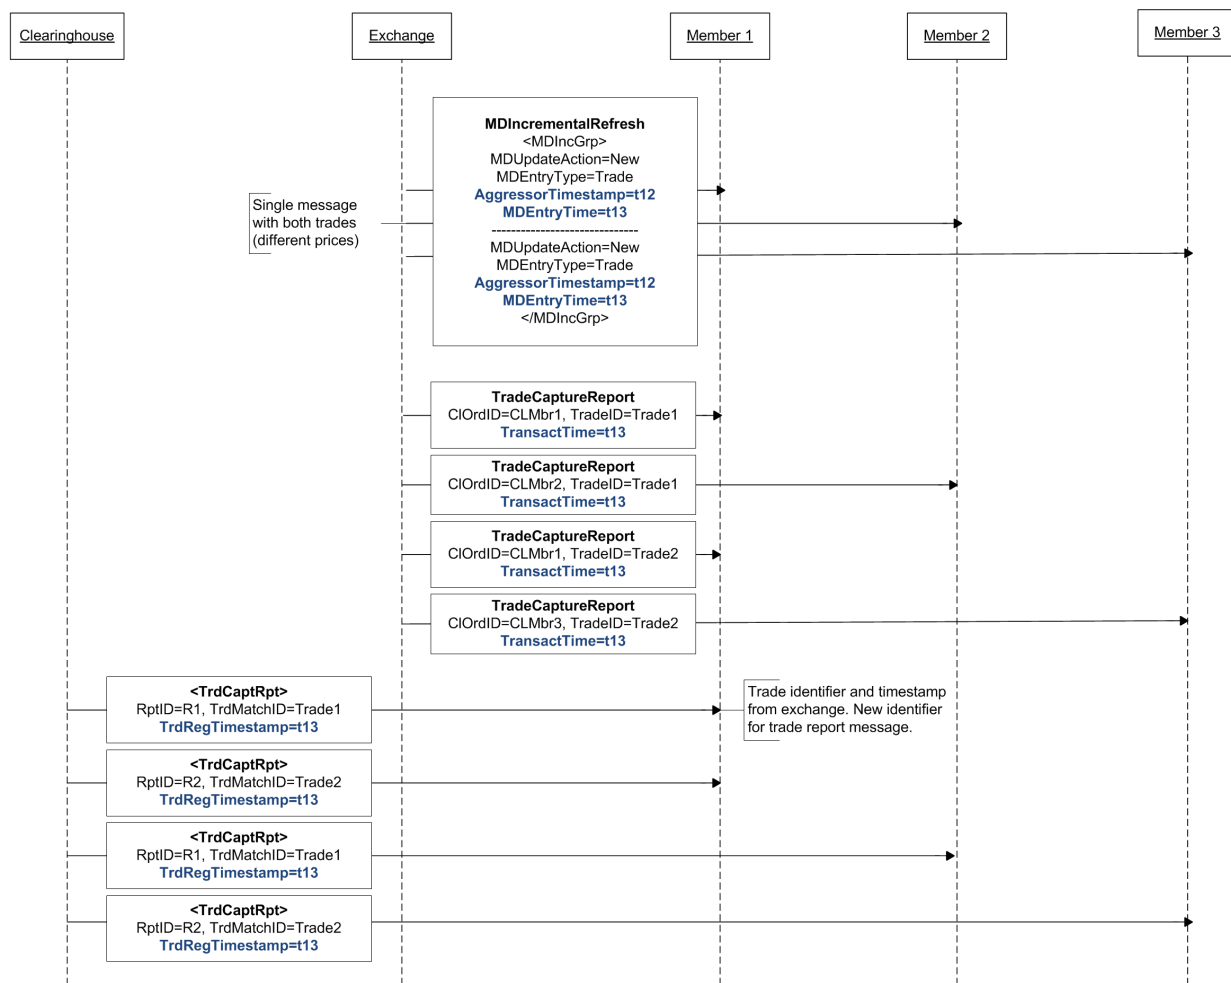 Clearinghouse
Exchange
Member 1
Member 2
Member 3
MDIncrementalRefresh
<MDIncGrp>
MDUpdateAction=New
MDEntryType=Trade
AggressorTimestamp=t12
MDEntryTime=t13
------------------------------
MDUpdateAction=New
MDEntryType=Trade
AggressorTimestamp=t12
MDEntryTime=t13
</MDIncGrp>
Single message
with both trades
(different prices)
TradeCaptureReport
ClOrdID=CLMbr1, TradeID=Trade1
TransactTime=t13
TradeCaptureReport
ClOrdID=CLMbr2, TradeID=Trade1
TransactTime=t13
TradeCaptureReport
ClOrdID=CLMbr1, TradeID=Trade2
TransactTime=t13
TradeCaptureReport
ClOrdID=CLMbr3, TradeID=Trade2
TransactTime=t13
<TrdCaptRpt>
RptID=R1, TrdMatchID=Trade1
TrdRegTimestamp=t13
Trade identifier and timestamp
from exchange. New identifier
for trade report message.
<TrdCaptRpt>
RptID=R2, TrdMatchID=Trade2
TrdRegTimestamp=t13
<TrdCaptRpt>
RptID=R1, TrdMatchID=Trade1
TrdRegTimestamp=t13
<TrdCaptRpt>
RptID=R2, TrdMatchID=Trade2
TrdRegTimestamp=t13